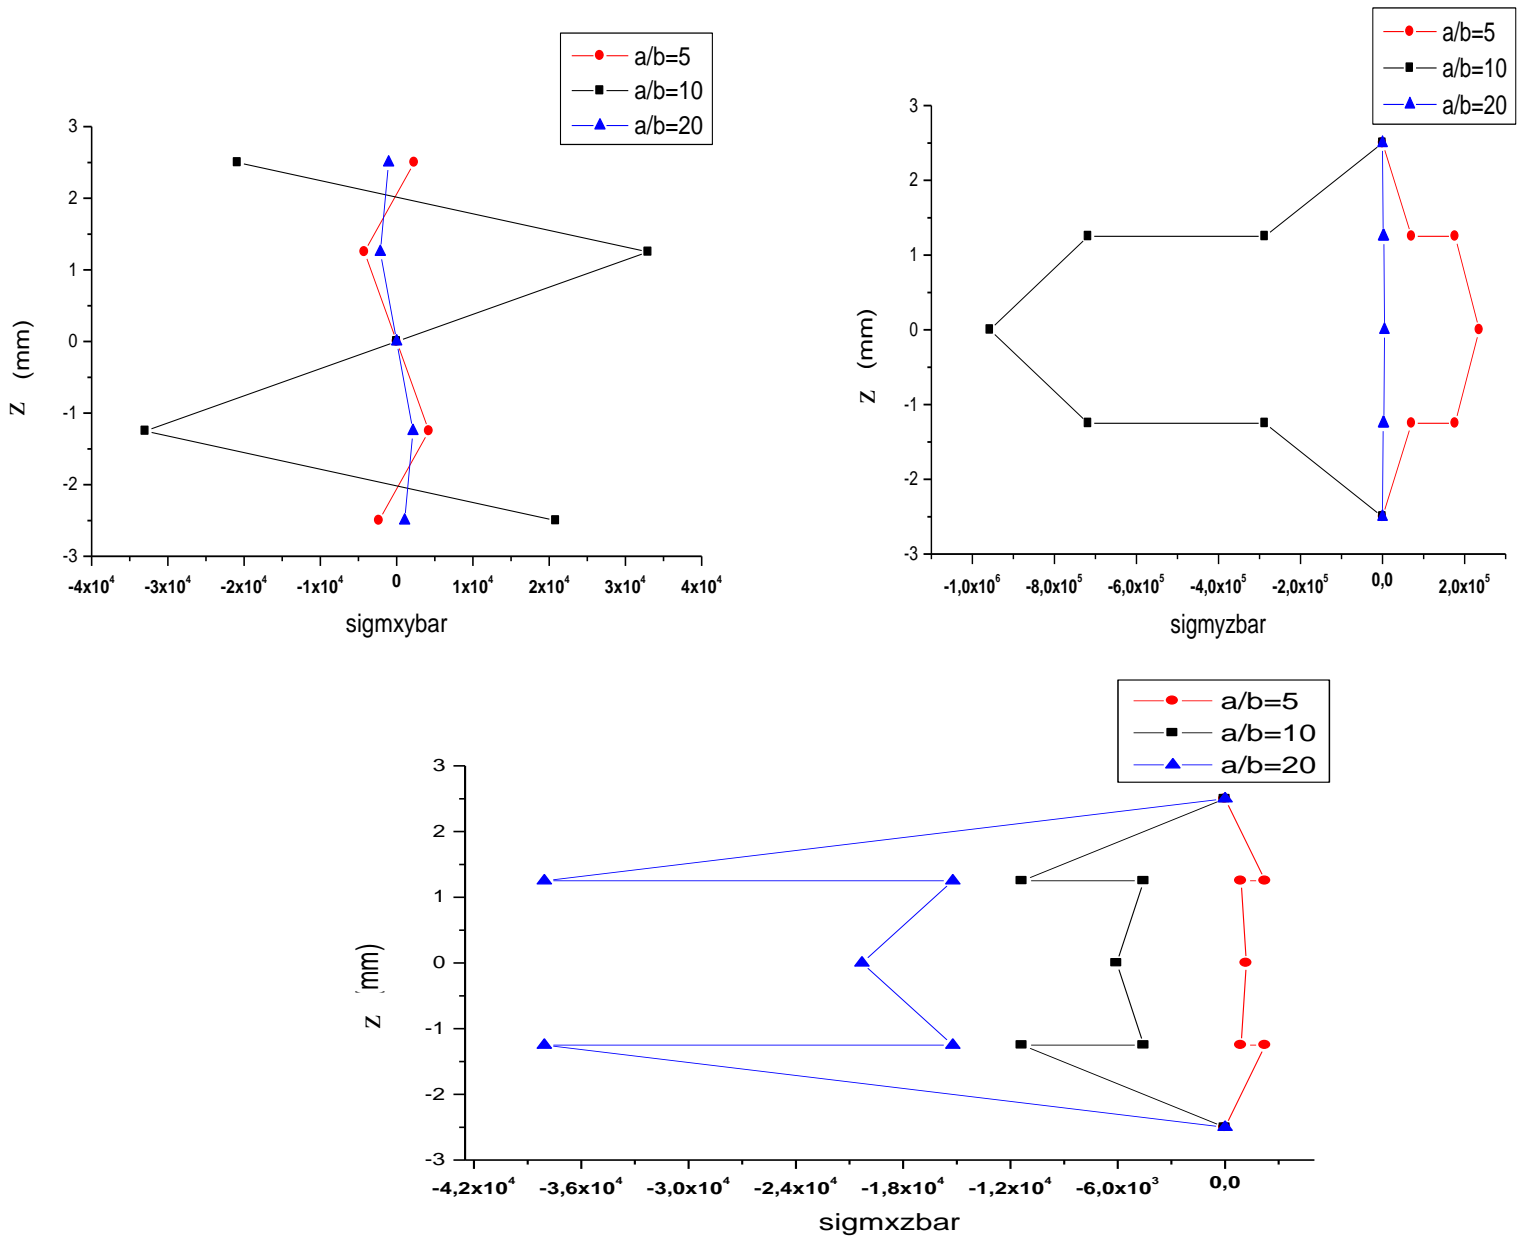 a/b=5
a/b=10
a/b=20
3
2
1
0
-1
-2
-3
z (mm)
-4x10⁴ -3x10⁴ -2x10⁴ -1x10⁴ 0 1x10⁴ 2x10⁴ 3x10⁴ 4x10⁴
sigmxybar
a/b=5
a/b=10
a/b=20
3
2
1
0
-1
-2
-3
z (mm)
-1,0x10⁶ -8,0x10⁵ -6,0x10⁵ -4,0x10⁵ -2,0x10⁵ 0,0 2,0x10⁵
sigmyzbar
a/b=5
a/b=10
a/b=20
3
2
1
0
-1
-2
-3
z (mm)
-4,2x10⁴ -3,6x10⁴ -3,0x10⁴ -2,4x10⁴ -1,8x10⁴ -1,2x10⁴ -6,0x10³ 0,0
sigmxzbar